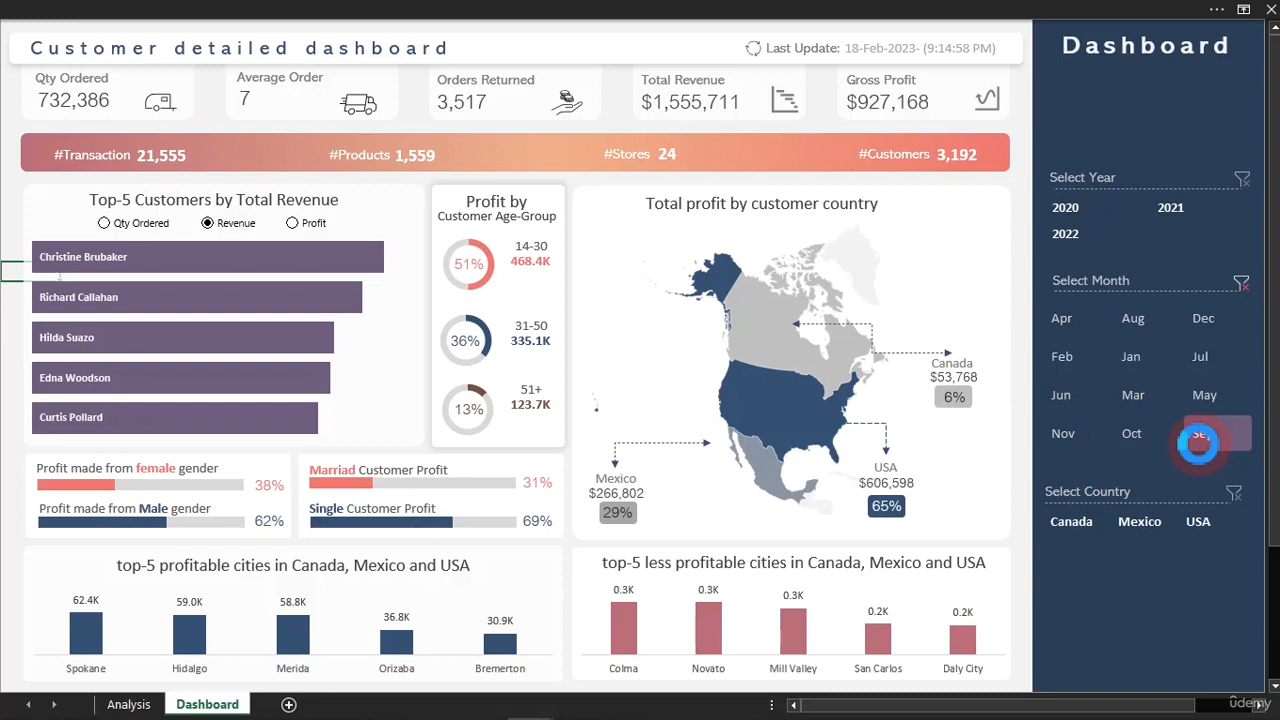 Customer detailed dashboard
Last Update: 18-Feb-2023- (9:14:58 PM)
Dashboard
Qty Ordered
732,386
Average Order
7
Orders Returned
3,517
Total Revenue
$1,555,711
Gross Profit
$927,168
#Transaction 21,555
#Products 1,559
#Stores 24
#Customers 3,192
Top-5 Customers by Total Revenue
Qty Ordered
Revenue
Profit
Christine Brubaker
Richard Callahan
Hilda Suazo
Edna Woodson
Curtis Pollard
Profit by
Customer Age-Group
51%
14-30
468.4K
36%
31-50
335.1K
13%
51+
123.7K
Total profit by customer country
Canada
$53,768
6%
Mexico
$266,802
29%
USA
$606,598
65%
Profit made from female gender
38%
Profit made from Male gender
62%
Marriad Customer Profit
31%
Single Customer Profit
69%
top-5 profitable cities in Canada, Mexico and USA
62.4K
59.0K
58.8K
36.8K
30.9K
Spokane
Hidalgo
Merida
Orizaba
Bremerton
top-5 less profitable cities in Canada, Mexico and USA
0.3K
0.3K
0.3K
0.2K
0.2K
Colma
Novato
Mill Valley
San Carlos
Daly City
Select Year
2020
2021
2022
Select Month
Apr
Aug
Dec
Feb
Jan
Jul
Jun
Mar
May
Nov
Oct
Select Country
Canada
Mexico
USA
Analysis
Dashboard
udemy